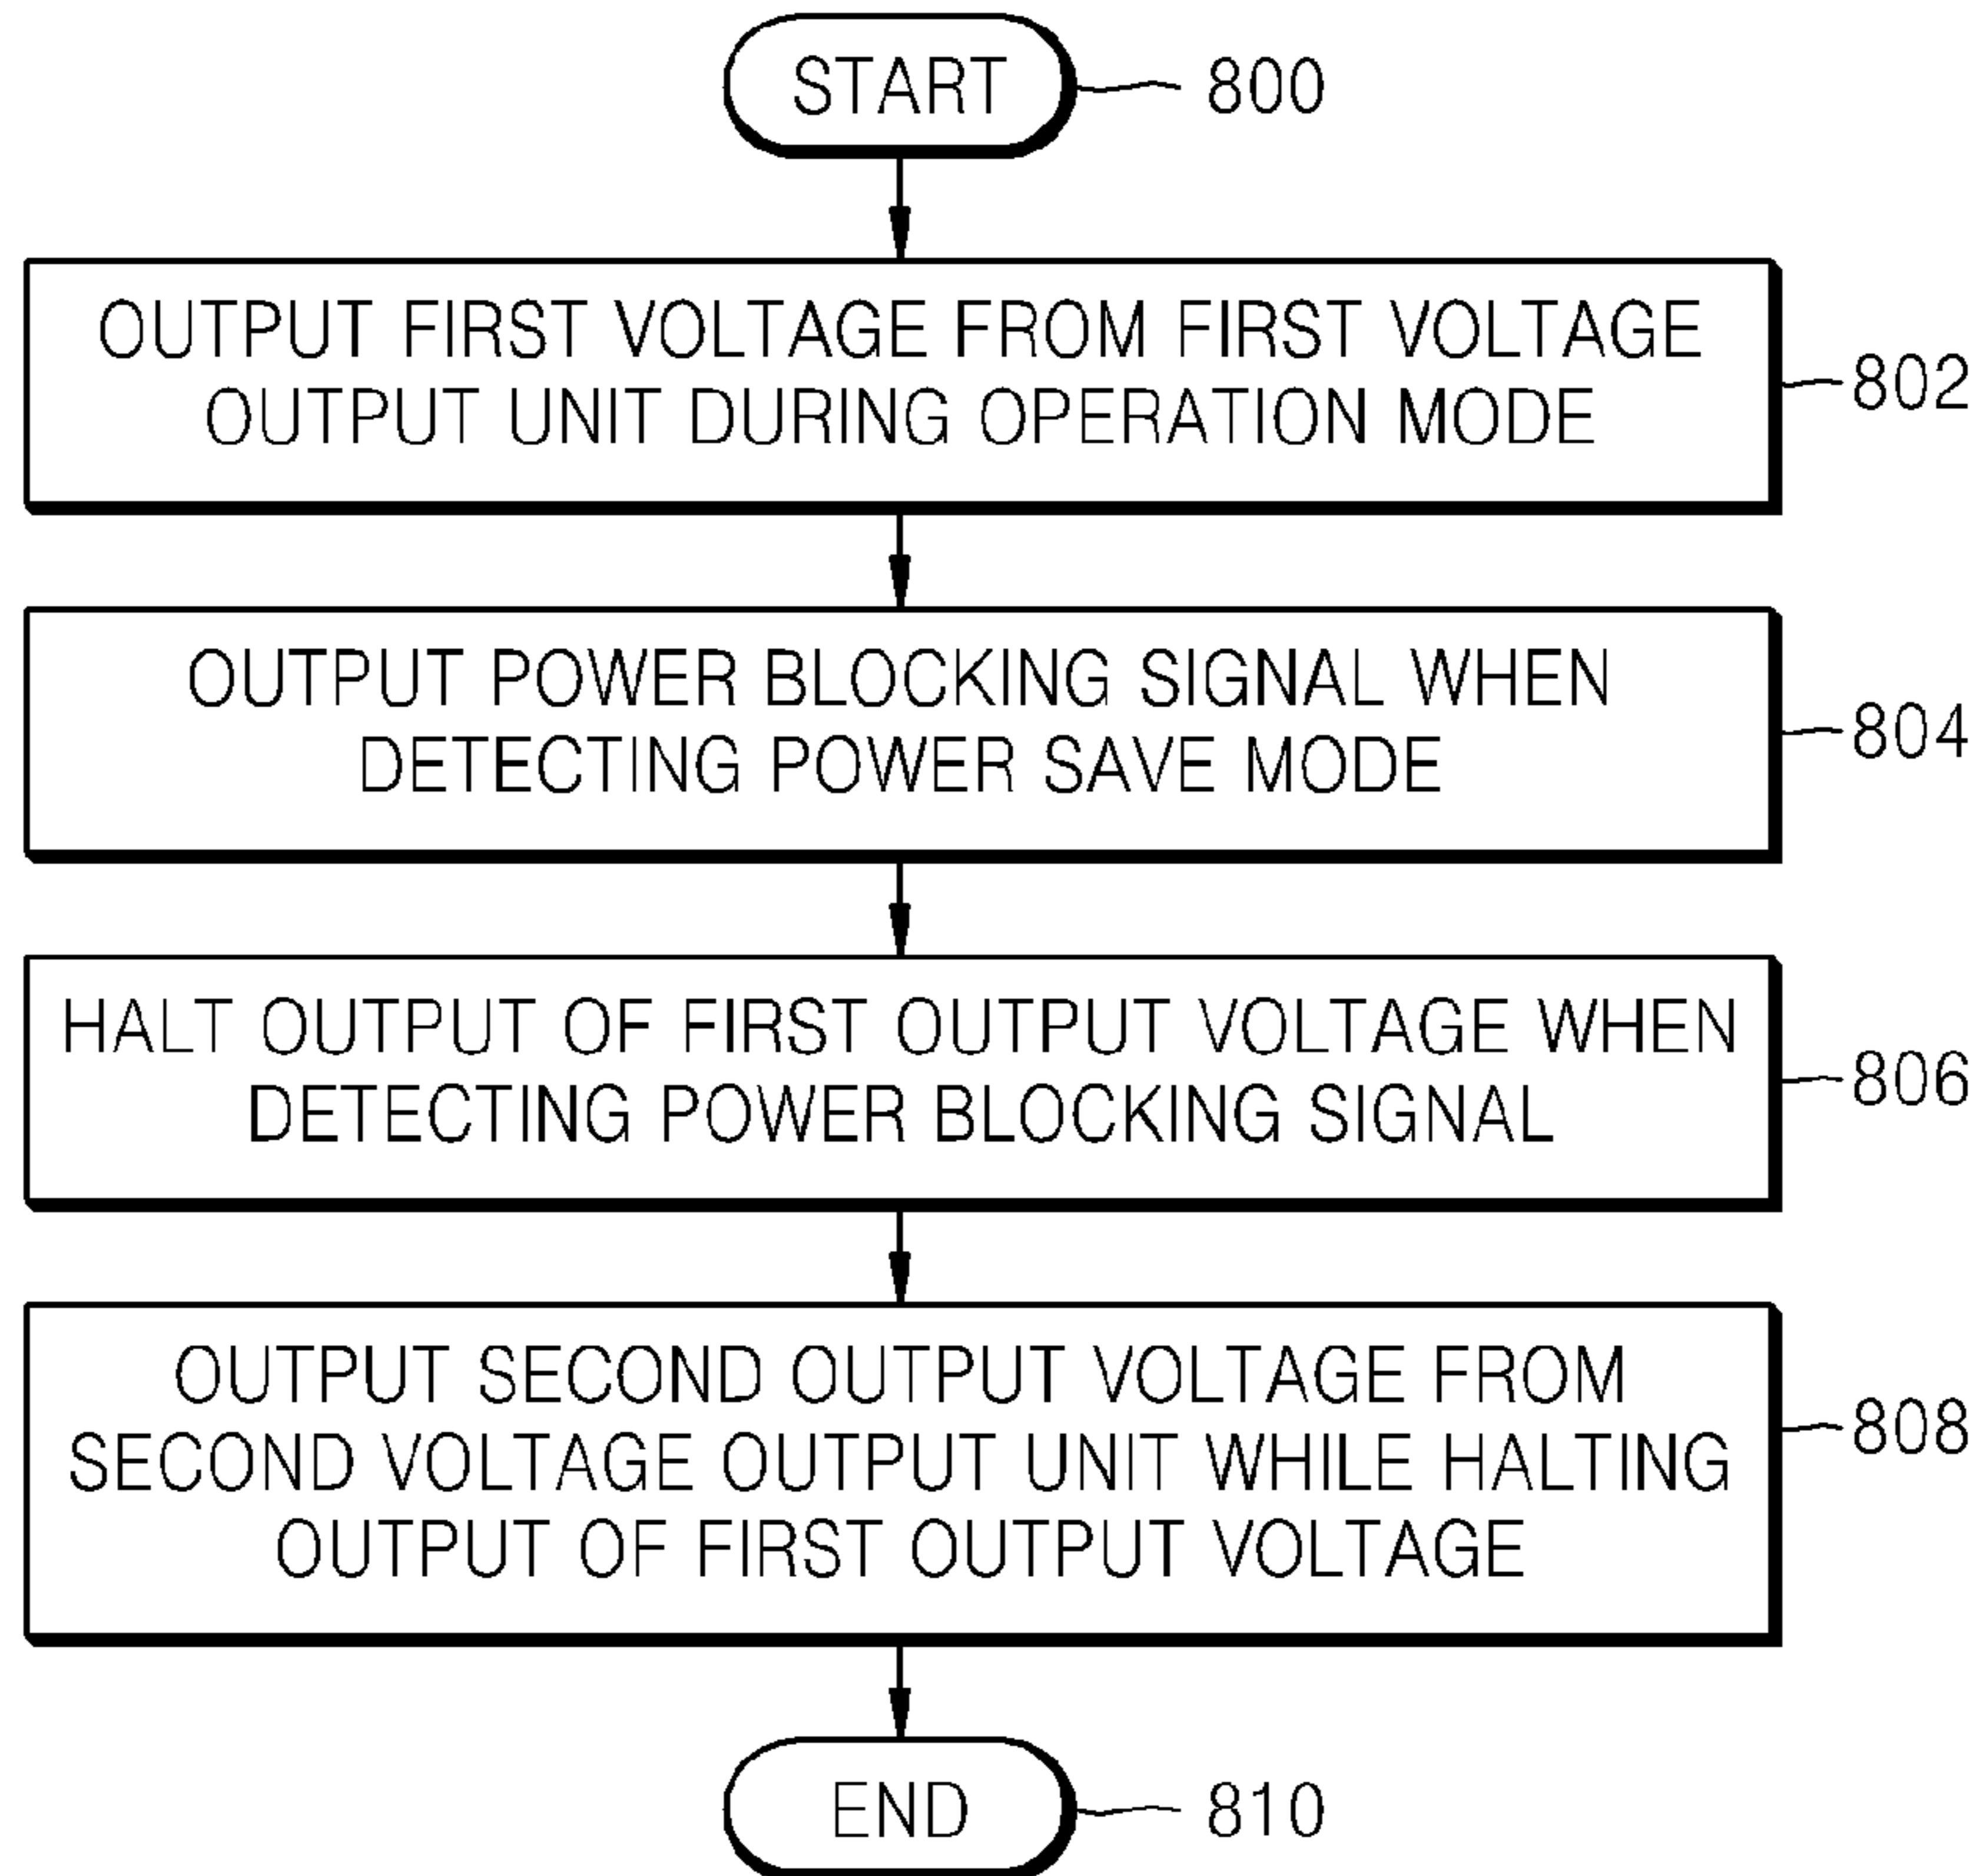 START 800
OUTPUT FIRST VOLTAGE FROM FIRST VOLTAGE
OUTPUT UNIT DURING OPERATION MODE
802
OUTPUT POWER BLOCKING SIGNAL WHEN
DETECTING POWER SAVE MODE
804
HALT OUTPUT OF FIRST OUTPUT VOLTAGE WHEN
DETECTING POWER BLOCKING SIGNAL
806
OUTPUT SECOND OUTPUT VOLTAGE FROM
SECOND VOLTAGE OUTPUT UNIT WHILE HALTING
OUTPUT OF FIRST OUTPUT VOLTAGE
808
END 810